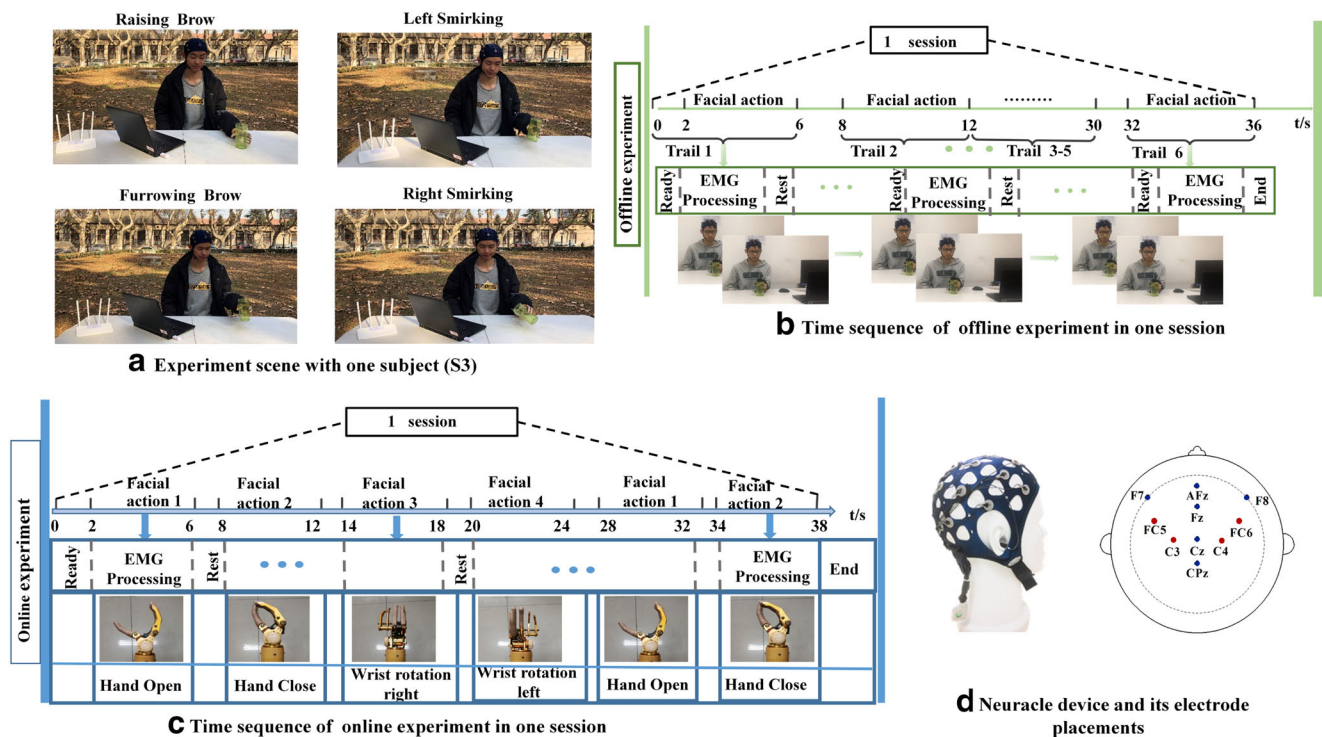 Raising Brow
Left Smirking
Furrowing Brow
Right Smirking
a Experiment scene with one subject (S3)
Offline experiment
1 session
Facial action
Facial action
.........
Facial action
0 2 6 8 12 30 32 36 t/s
Trail 1
Trail 2
Trail 3-5
Trail 6
Ready
EMG
Processing
Rest
Ready
EMG
Processing
Rest
Ready
EMG
Processing
End
b Time sequence of offline experiment in one session
Online experiment
1 session
Facial
action 1
Facial
action 2
Facial
action 3
Facial
action 4
Facial
action 1
Facial
action 2
0 2 6 8 12 14 18 20 24 28 32 34 38 t/s
Ready
EMG
Processing
Rest
Rest
EMG
Processing
End
Hand Open
Hand Close
Wrist rotation
right
Wrist rotation
left
Hand Open
Hand Close
c Time sequence of online experiment in one session
F7
AFz
F8
Fz
FC5
FC6
C3
Cz
C4
CPz
d Neuracle device and its electrode
placements